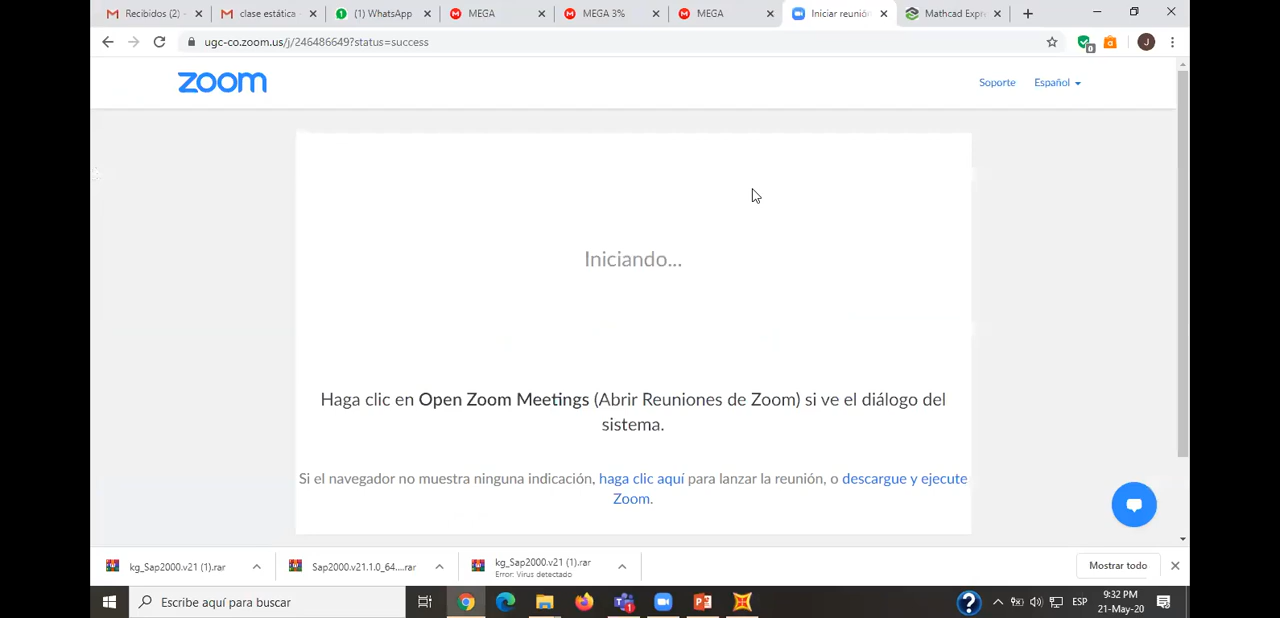 Recibidos (2) -
clase estática -
(1) WhatsApp
MEGA
MEGA 3%
MEGA
Iniciar reunión
Mathcad Expr
ugc-co.zoom.us/j/246486649?status=success
J
zoom
Soporte
Español
Iniciando...
Haga clic en Open Zoom Meetings (Abrir Reuniones de Zoom) si ve el diálogo del
sistema.
Si el navegador no muestra ninguna indicación, haga clic aquí para lanzar la reunión, o descargue y ejecute
Zoom.
kg_Sap2000.v21 (1).rar
Sap2000.v21.1.0_64....rar
kg_Sap2000.v21 (1).rar
Error: Virus detectado
Mostrar todo
Escribe aquí para buscar
ESP
9:32 PM
21-May-20